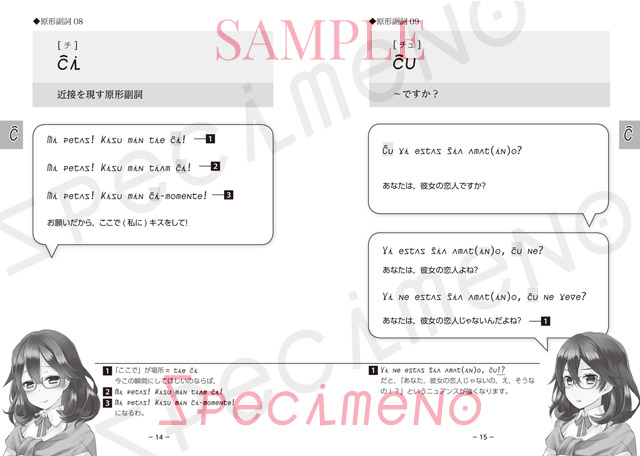 SAMPLE
SpecimeNO
◆原形副詞 08
[ チ ]
ĉi
近接を現す原形副詞
Ĉ
Mi petas! Kisu min tie ĉi! 1
Mi petas! Kisu min tiam ĉi! 2
Mi petas! Kisu min ĉi-momente! 3
お願いだから、ここで ( 私に ) キスをして!
1 「ここで」が場所 = tie ĉi
今この瞬間にしてほしいのならば、
2 Mi petas! Kisu min tiam ĉi!
3 Mi petas! Kisu min ĉi-momente!
になるわ。
SpecimeNO
− 14 −
◆原形副詞 09
[ チュ ]
ĉu
～ですか？
Ĉ
Ĉu vi estas ŝia amat(in)o?
あなたは、彼女の恋人ですか？
Vi estas ŝia amat(in)o, ĉu ne?
あなたは、彼女の恋人よね？
Vi ne estas ŝia amat(in)o, ĉu ne vere?
あなたは、彼女の恋人じゃないんだよね？ 1
1 Vi ne estas ŝia amat(in)o, ĉu!?
だと、「あなた、彼女の恋人じゃないの、え、そうな
の！？」というニュアンスが強くなります。
− 15 −